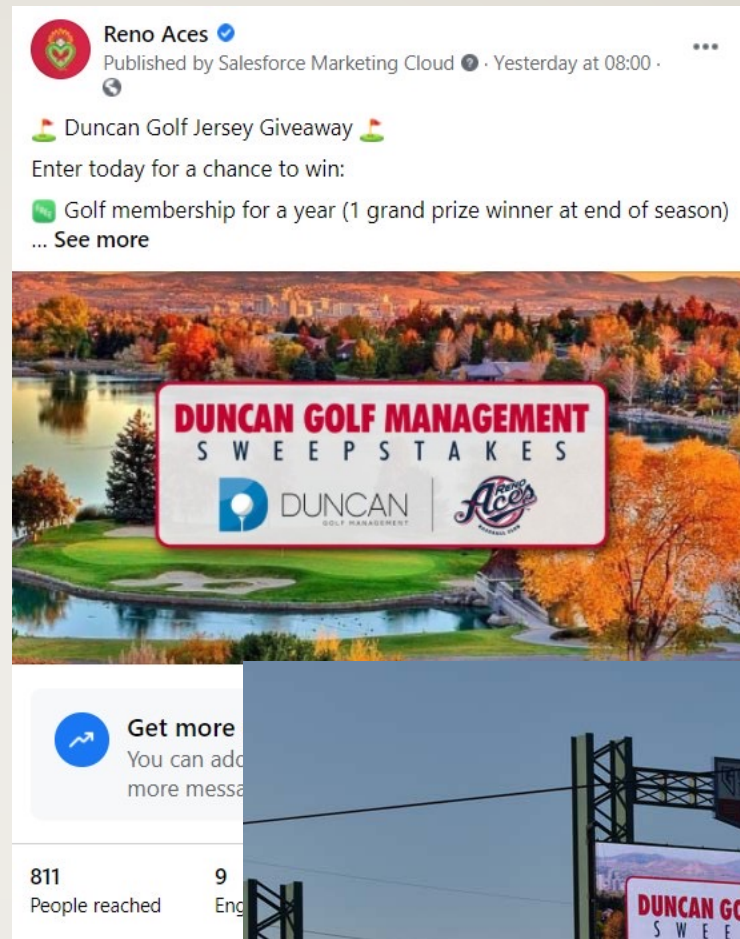 Reno Aces
Published by Salesforce Marketing Cloud · Yesterday at 08:00 ·
Duncan Golf Jersey Giveaway
Enter today for a chance to win:
Golf membership for a year (1 grand prize winner at end of season)
... See more
DUNCAN GOLF MANAGEMENT
SWEEPSTAKES
DUNCAN
GOLF MANAGEMENT
RENO
Aces
BASEBALL CLUB
Get more
You can add
more messa
811
People reached
9
Eng
DUNCAN GO
SWEE